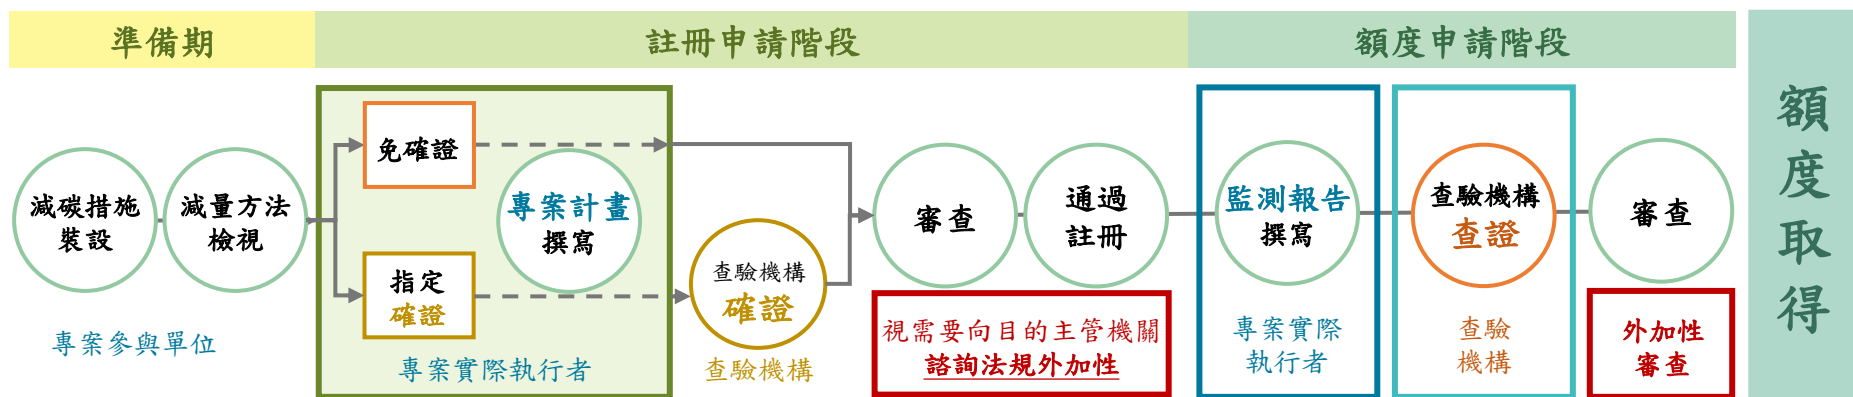 準備期
註冊申請階段
額度申請階段
減碳措施
裝設
減量方法
檢視
專案參與單位
免確證
指定
確證
專案計畫
撰寫
專案實際執行者
查驗機構
確證
查驗機構
審查
通過
註冊
視需要向目的主管機關
諮詢法規外加性
監測報告
撰寫
專案實際
執行者
查驗機構
查證
查驗
機構
審查
外加性
審查
額度取得